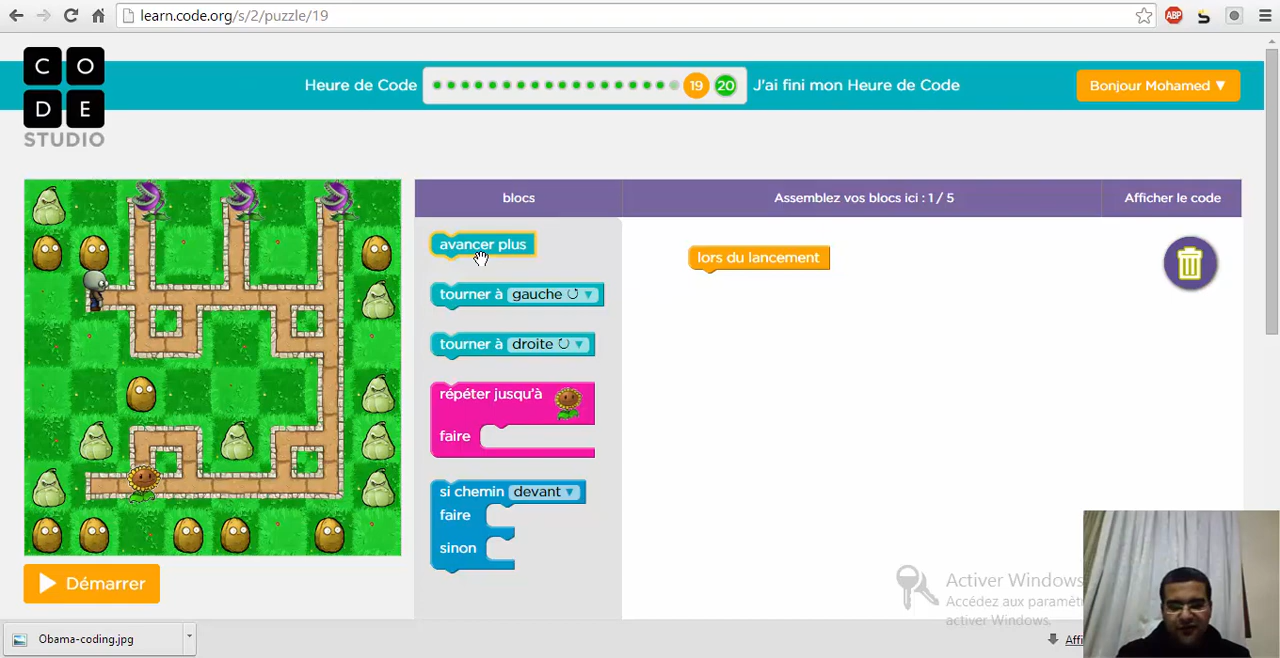 learn.code.org/s/2/puzzle/19
ABP
C O
D E
STUDIO
Heure de Code
19
20
J'ai fini mon Heure de Code
Bonjour Mohamed ▼
blocs
Assemblez vos blocs ici : 1 / 5
Afficher le code
avancer plus
tourner à gauche ↺ ▼
tourner à droite ↻ ▼
répéter jusqu'à
faire
si chemin devant ▼
faire
sinon
lors du lancement
Démarrer
Activer Windows
Accédez aux paramèt
activer Windows.
Obama-coding.jpg
Affi